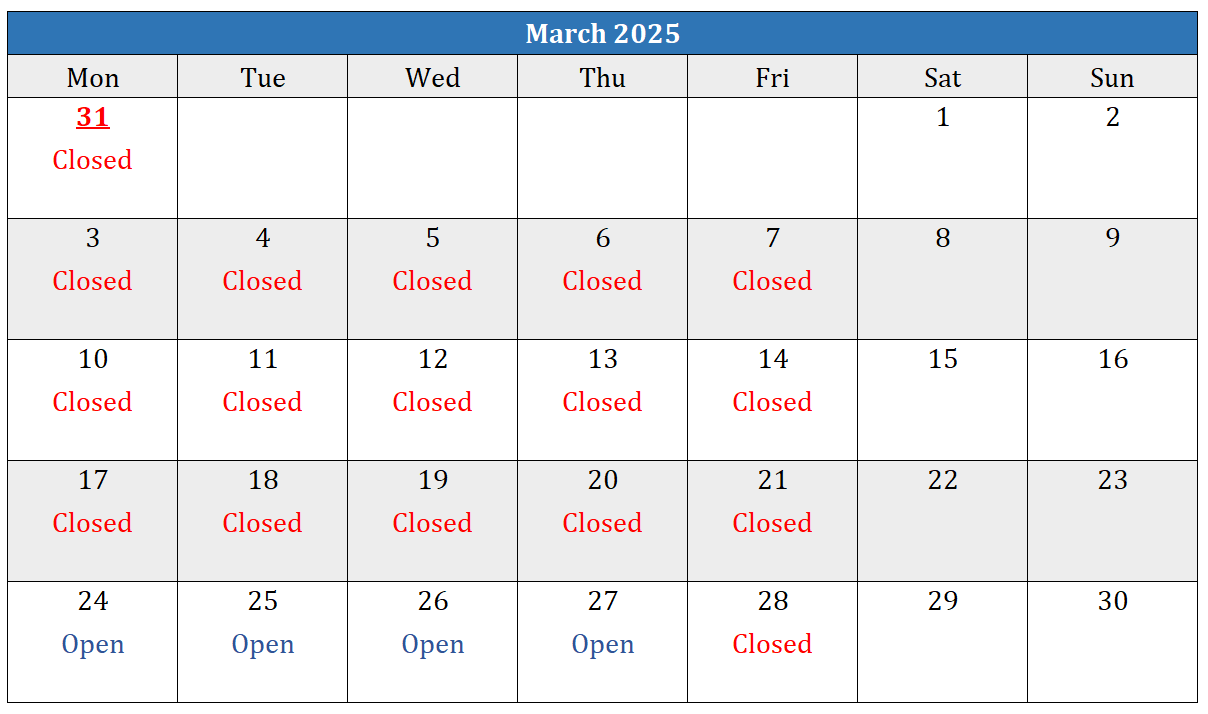 March 2025
Mon Tue Wed Thu Fri Sat Sun
31 1 2
Closed
3 4 5 6 7 8 9
Closed Closed Closed Closed Closed
10 11 12 13 14 15 16
Closed Closed Closed Closed Closed
17 18 19 20 21 22 23
Closed Closed Closed Closed Closed
24 25 26 27 28 29 30
Open Open Open Open Closed